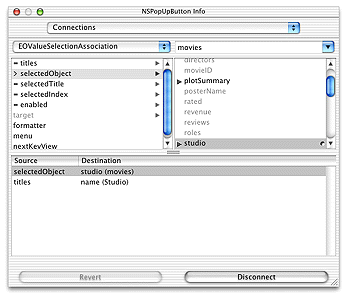 NSPopUpButton Info
Connections
EOValueSelectionAssociation
movies
= titles
> selectedObject
= selectedTitle
= selectedIndex
= enabled
target
formatter
menu
nextKeyView
directors
movieID
plotSummary
posterName
rated
revenue
reviews
roles
studio
Source Destination
selectedObject studio (movies)
titles name (Studio)
Revert
Disconnect